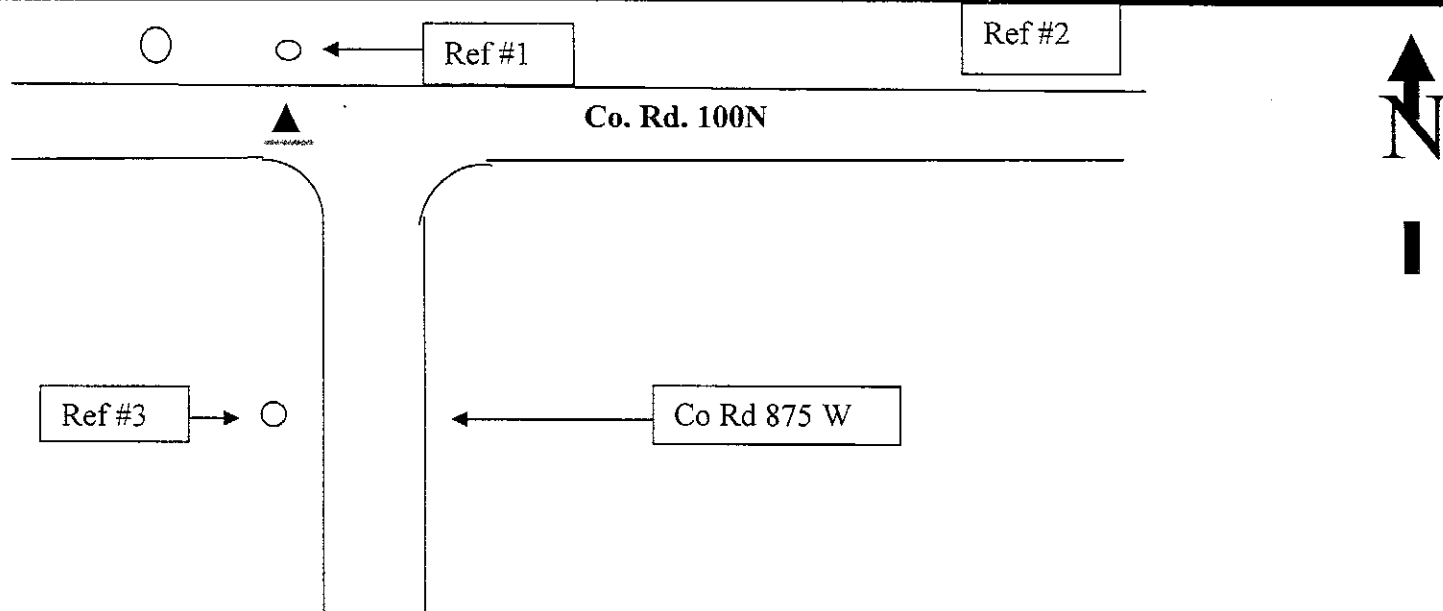 Ref #1
Ref #2
Co. Rd. 100N
N
Ref #3
Co Rd 875 W